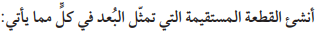 أنشئ القطعة المستقيمة التي تمثّل البُعد في كلٍّ مما يأتي: